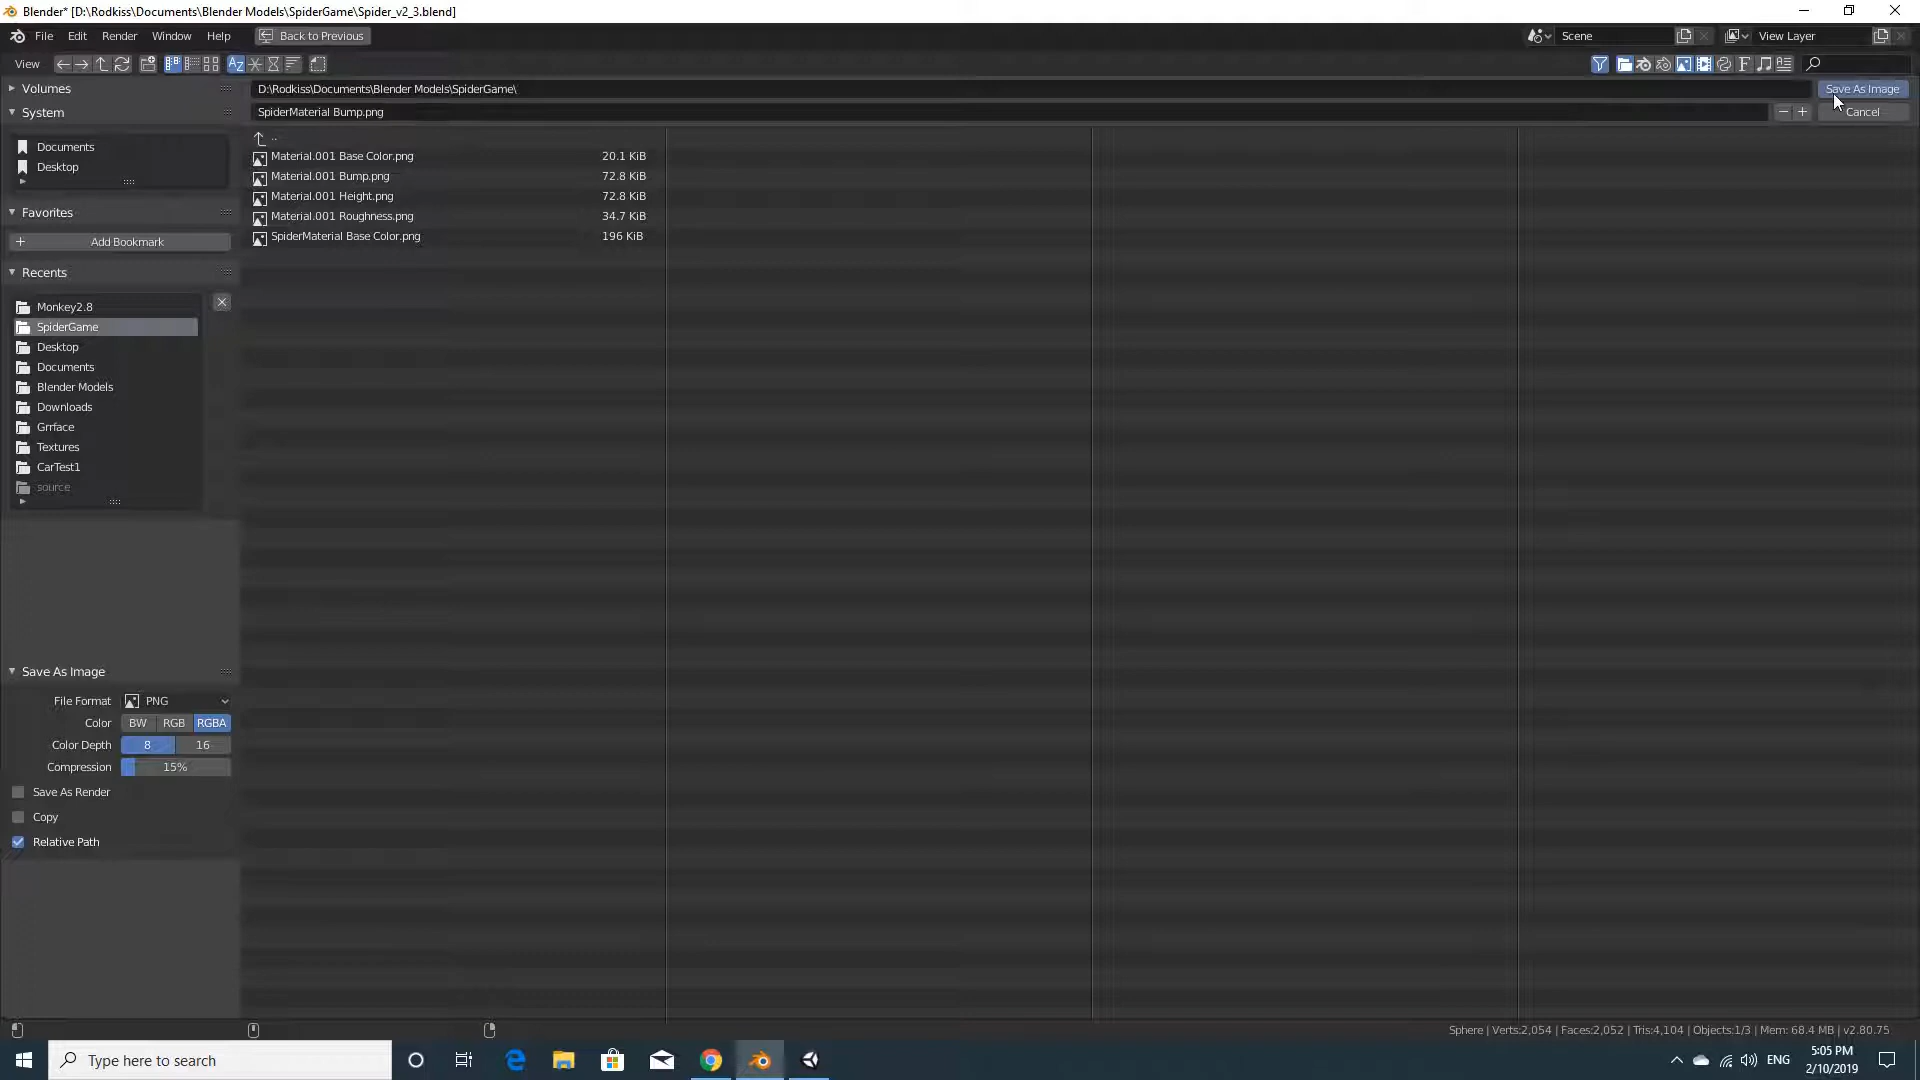 Blender* [D:\Rodkiss\Documents\Blender Models\SpiderGame\Spider_v2_3.blend]
File Edit Render Window Help Back to Previous Scene View Layer
View
Volumes
D:\Rodkiss\Documents\Blender Models\SpiderGame\ Save As Image
System
SpiderMaterial Bump.png Cancel
..
Documents
Desktop
Material.001 Base Color.png 20.1 KiB
Material.001 Bump.png 72.8 KiB
Material.001 Height.png 72.8 KiB
Material.001 Roughness.png 34.7 KiB
SpiderMaterial Base Color.png 196 KiB
Favorites
Add Bookmark
Recents
Monkey2.8
SpiderGame
Desktop
Documents
Blender Models
Downloads
Grrface
Textures
CarTest1
source
Save As Image
File Format PNG
Color BW RGB RGBA
Color Depth 8 16
Compression 15%
Save As Render
Copy
Relative Path
Sphere | Verts:2,054 | Faces:2,052 | Tris:4,104 | Objects:1/3 | Mem: 68.4 MB | v2.80.75
Type here to search
ENG
5:05 PM
2/10/2019